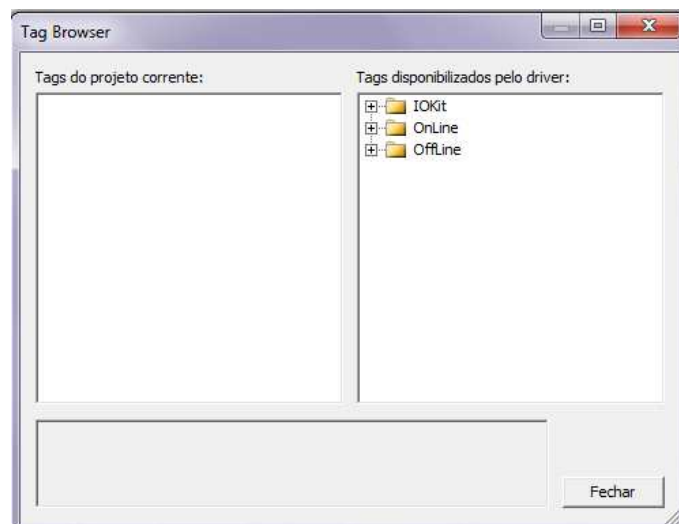 Tag Browser
Tags do projeto corrente:
Tags disponibilizados pelo driver:
IOKit
OnLine
OffLine
Fechar